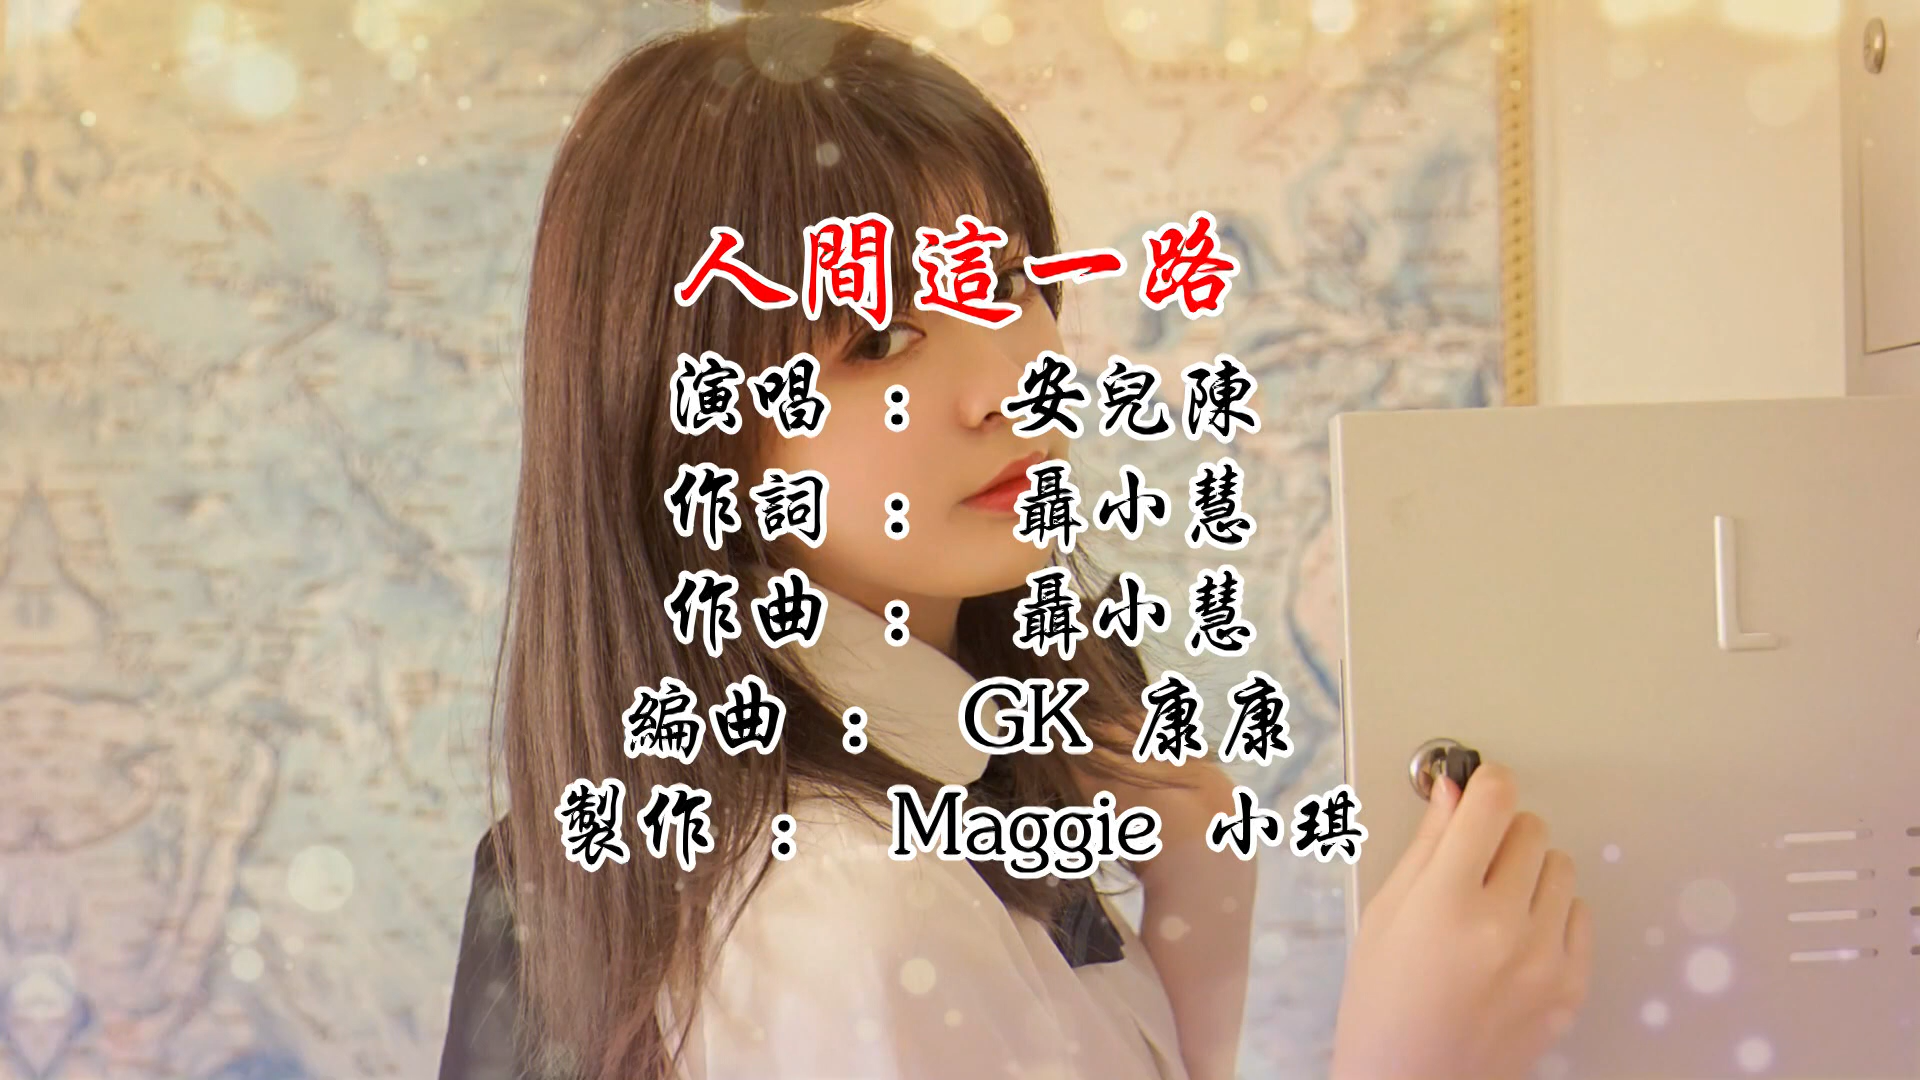 人間這一路
演唱 : 安兒陳
作詞 : 聶小慧
作曲 : 聶小慧
編曲 : GK 康康
製作 : Maggie 小琪